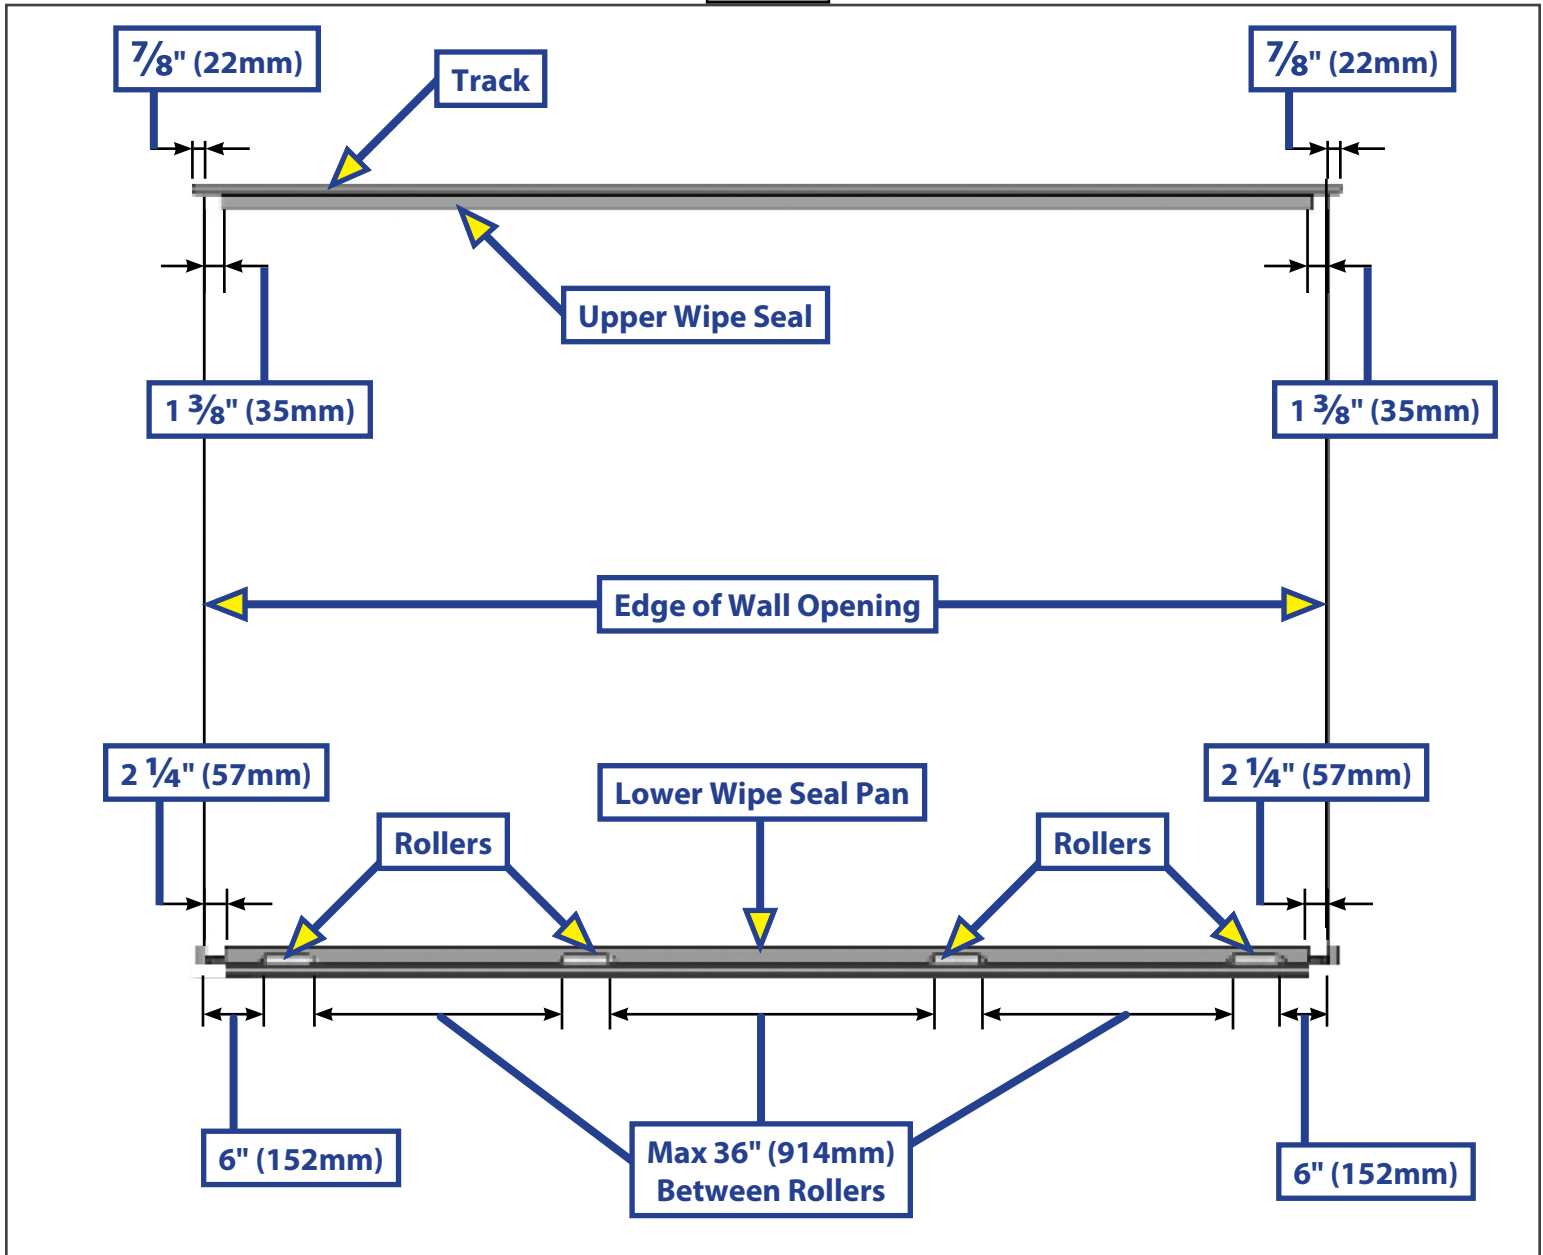 ⅞" (22mm)
Track
⅞" (22mm)
Upper Wipe Seal
1 ⅜" (35mm)
1 ⅜" (35mm)
Edge of Wall Opening
2 ¼" (57mm)
Lower Wipe Seal Pan
2 ¼" (57mm)
Rollers
Rollers
6" (152mm)
Max 36" (914mm)
Between Rollers
6" (152mm)